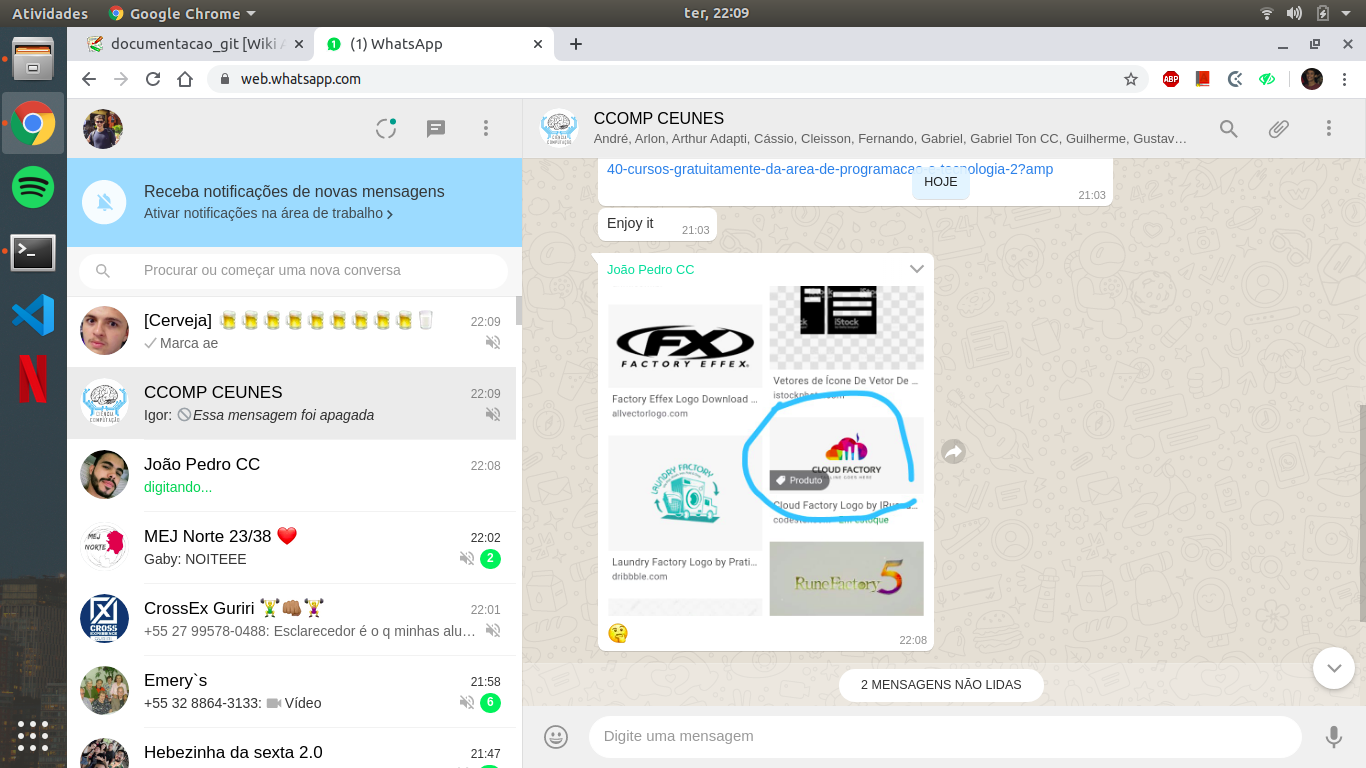 Atividades
Google Chrome
ter, 22:09
documentacao_git [Wiki
(1) WhatsApp
web.whatsapp.com
ABP
CCOMP CEUNES
André, Arlon, Arthur Adapti, Cássio, Cleisson, Fernando, Gabriel, Gabriel Ton CC, Guilherme, Gustav…
Receba notificações de novas mensagens
Ativar notificações na área de trabalho
Procurar ou começar uma nova conversa
[Cerveja] 🍺🍺🍺🍺🍺🍺🍺🍺🍺🥛
22:09
Marca ae
CCOMP CEUNES
22:09
Igor: Essa mensagem foi apagada
João Pedro CC
22:08
digitando...
MEJ Norte 23/38 ❤️
22:02
Gaby: NOITEEE
2
CrossEx Guriri 🏋️‍♂️👊🏽🏋️‍♀️
22:01
+55 27 99578-0488: Esclarecedor é o q minhas alu…
Emery`s
21:58
+55 32 8864-3133: Vídeo
6
Hebezinha da sexta 2.0
21:47
40-cursos-gratuitamente-da-area-de-programacao-e-tecnologia-2?amp
21:03
HOJE
Enjoy it
21:03
João Pedro CC
FX
FACTORY EFFEX
Factory Effex Logo Download ...
allvectorlogo.com
LAUNDRY FACTORY
Laundry Factory Logo by Prati...
dribbble.com
iStock
Vetores de Ícone De Vetor De ...
CLOUD FACTORY
Produto
Cloud Factory Logo by
RuneFactory 5
🤔
22:08
2 MENSAGENS NÃO LIDAS
Digite uma mensagem